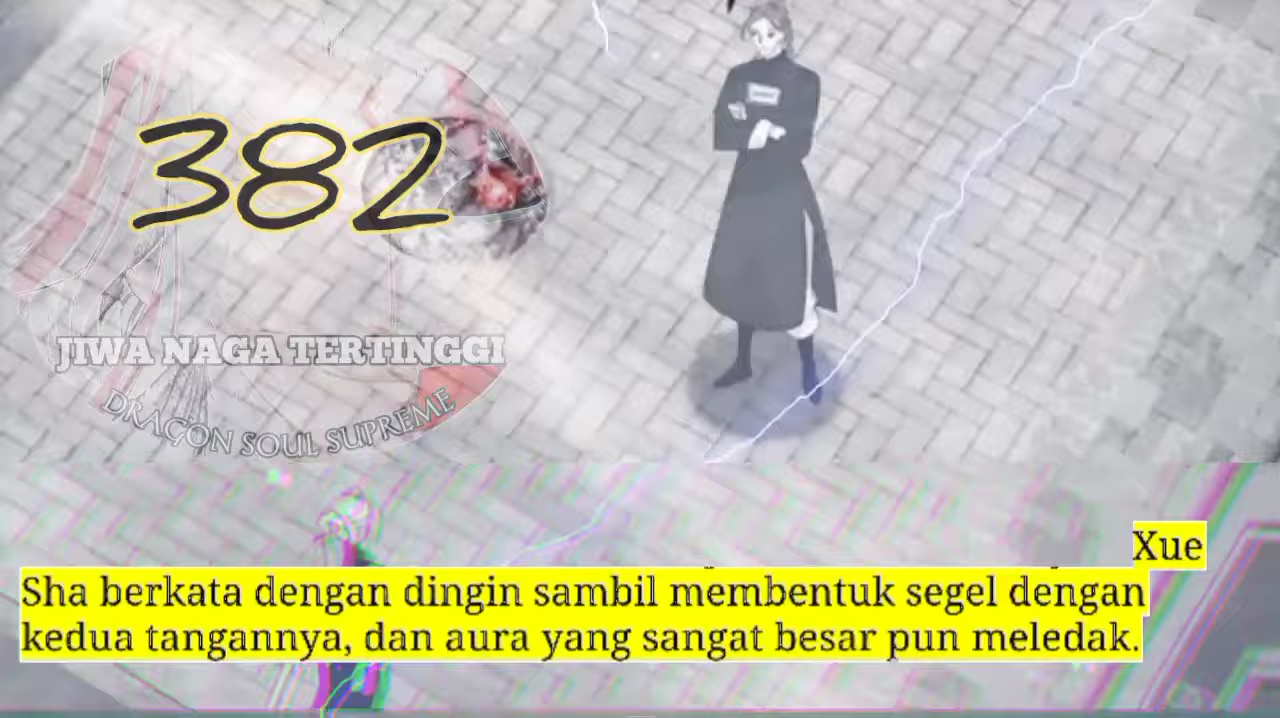 382
JIWA NAGA TERTINGGI
DRAGON SOUL SUPREME
Xue
Sha berkata dengan dingin sambil membentuk segel dengan
kedua tangannya, dan aura yang sangat besar pun meledak.